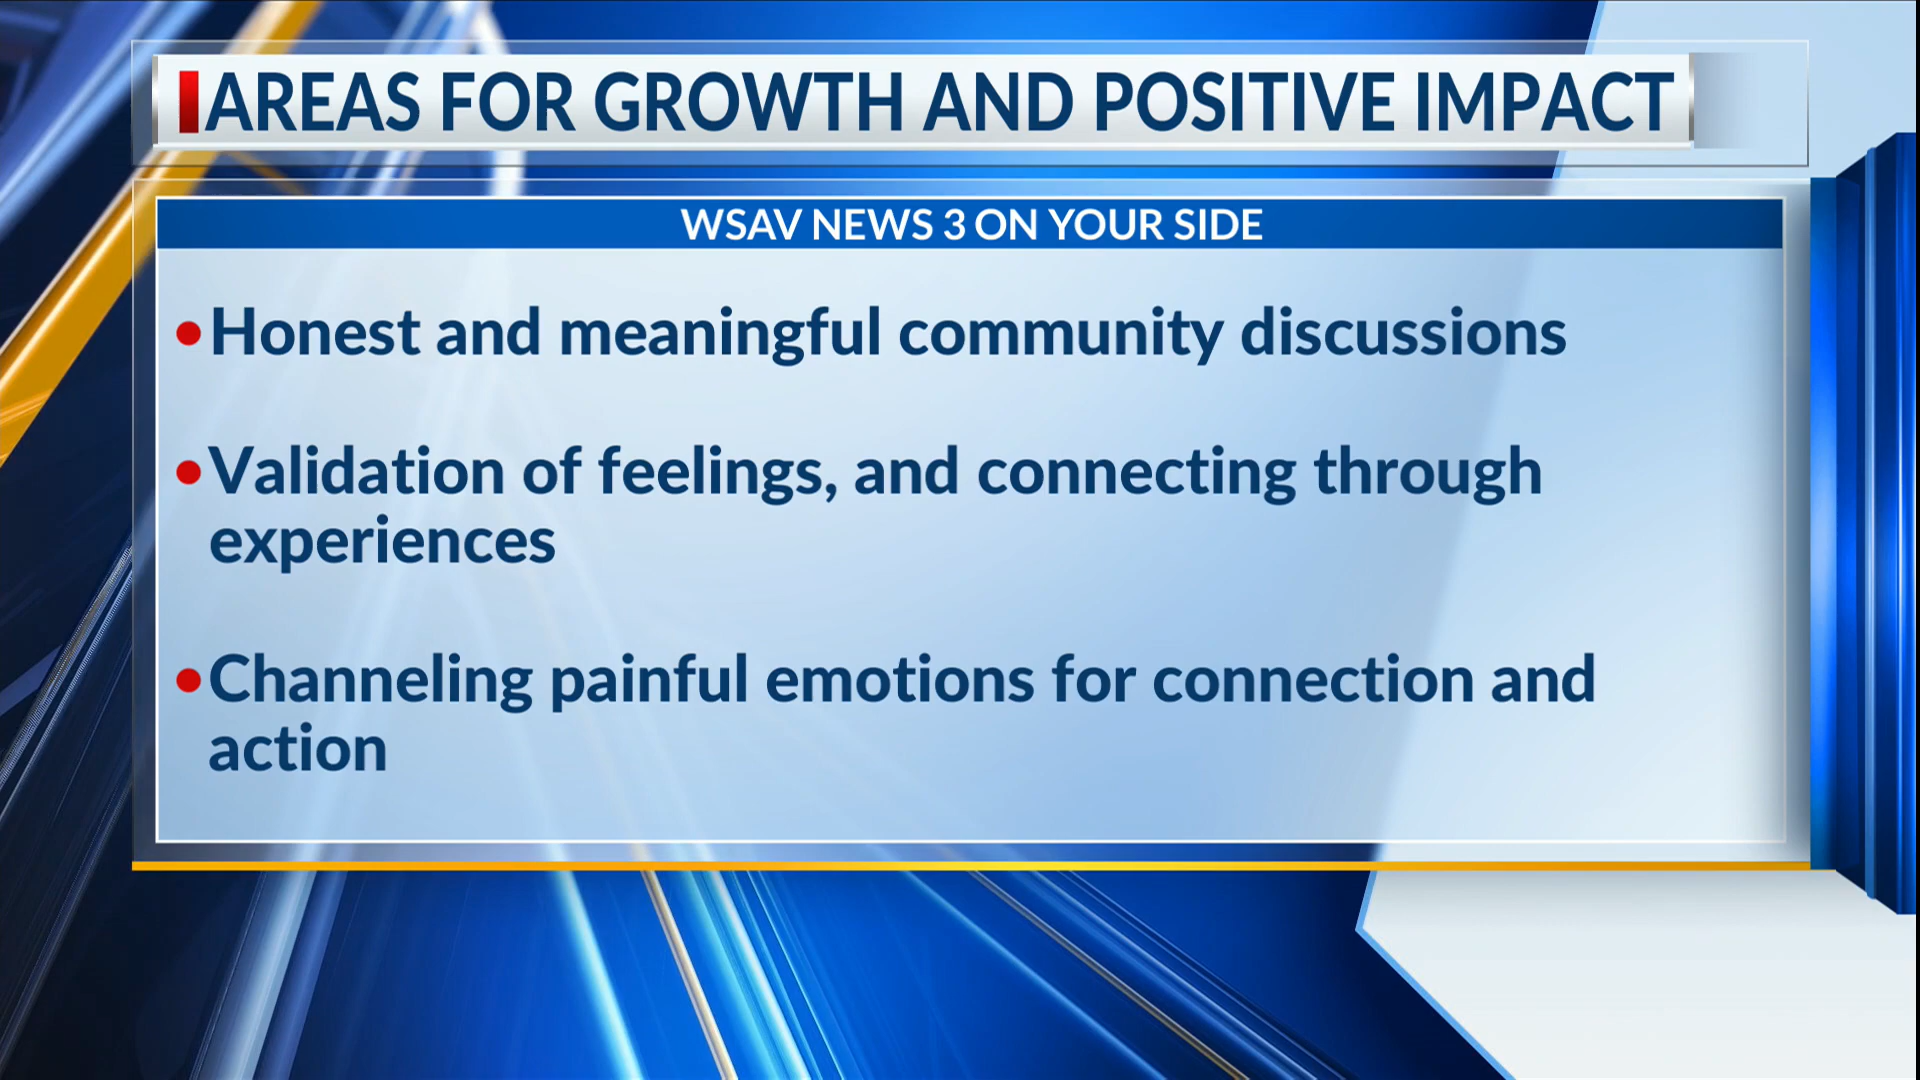 AREAS FOR GROWTH AND POSITIVE IMPACT
WSAV NEWS 3 ON YOUR SIDE
•Honest and meaningful community discussions
•Validation of feelings, and connecting through
experiences
•Channeling painful emotions for connection and
action